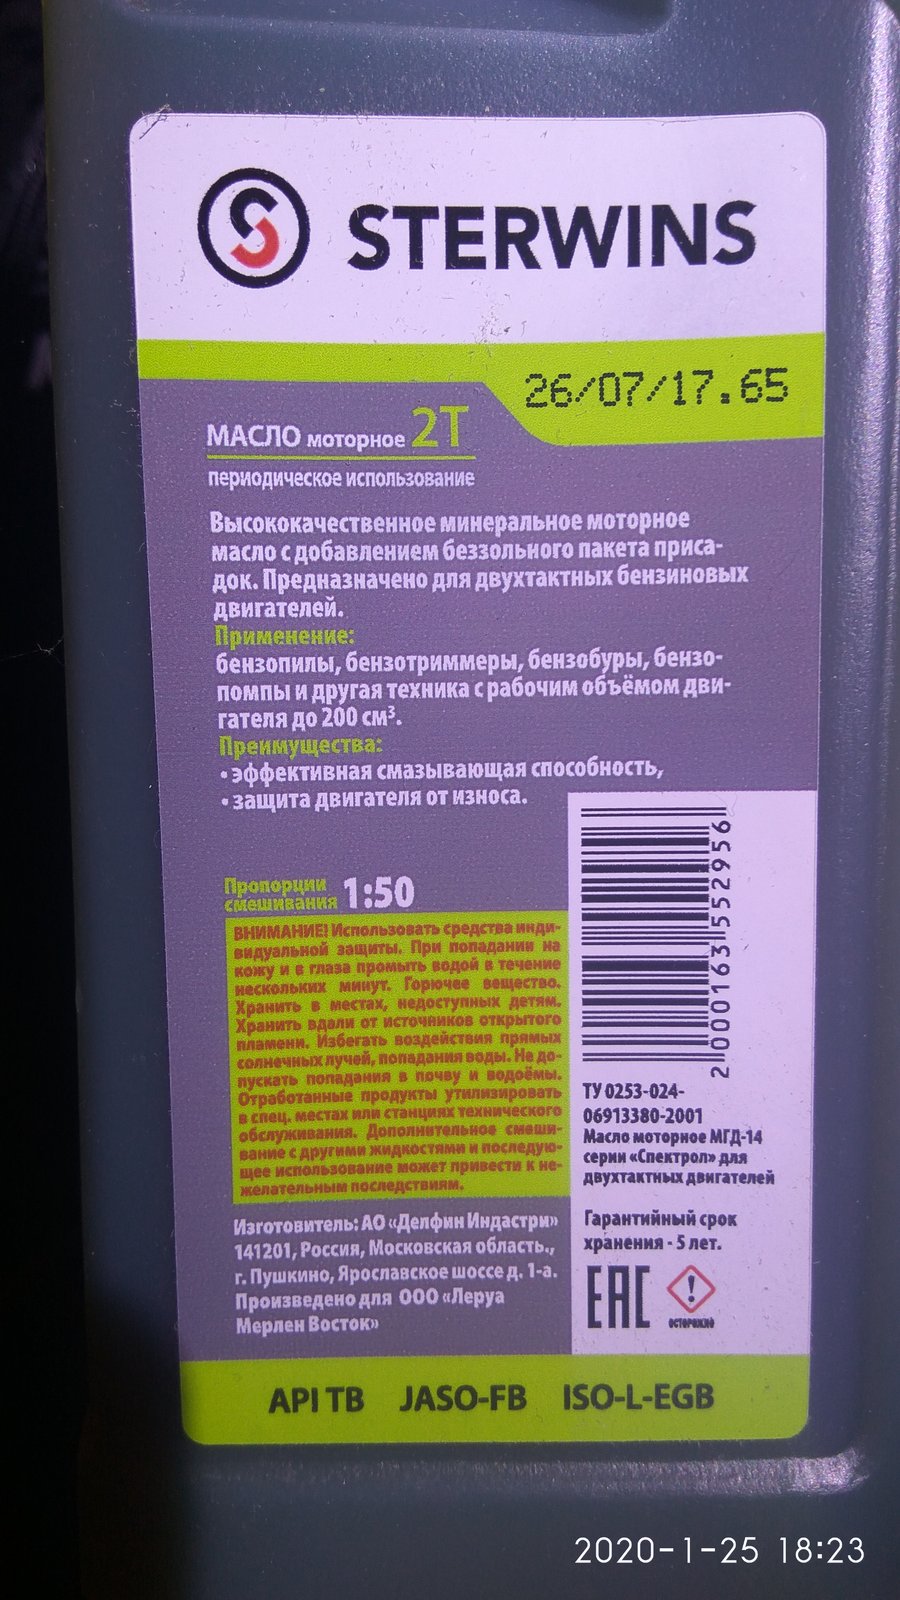 STERWINS
26/07/17.65
МАСЛО моторное 2Т
периодическое использование
Высококачественное минеральное моторное
масло с добавлением беззольного пакета приса-
док. Предназначено для двухтактных бензиновых
двигателей.
Применение:
бензопилы, бензотриммеры, бензобуры, бензо-
помпы и другая техника с рабочим объёмом дви-
гателя до 200 см³.
Преимущества:
• эффективная смазывающая способность,
• защита двигателя от износа.
Пропорции
смешивания 1:50
ВНИМАНИЕ! Использовать средства инди-
видуальной защиты. При попадании на
кожу и в глаза промыть водой в течение
нескольких минут. Горючее вещество.
Хранить в местах, недоступных детям.
Хранить вдали от источников открытого
пламени. Избегать воздействия прямых
солнечных лучей, попадания воды. Не до-
пускать попадания в почву и водоёмы.
Отработанные продукты утилизировать
в спец. местах или станциях технического
обслуживания. Дополнительное смеши-
вание с другими жидкостями и последую-
щее использование может привести к не-
желательным последствиям.
Изготовитель: АО «Делфин Индастри»
141201, Россия, Московская область.,
г. Пушкино, Ярославское шоссе д. 1-а.
Произведено для ООО «Леруа
Мерлен Восток»
2 000163 552956
ТУ 0253-024-
06913380-2001
Масло моторное МГД-14
серии «Спектрол» для
двухтактных двигателей
Гарантийный срок
хранения - 5 лет.
EAC
ОСТОРОЖНО
API TB JASO-FB ISO-L-EGB
2020-1-25 18:23